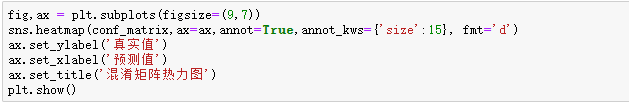 fig,ax = plt.subplots(figsize=(9,7))
sns.heatmap(conf_matrix,ax=ax,annot=True,annot_kws={'size':15}, fmt='d')
ax.set_ylabel('真实值')
ax.set_xlabel('预测值')
ax.set_title('混淆矩阵热力图')
plt.show()